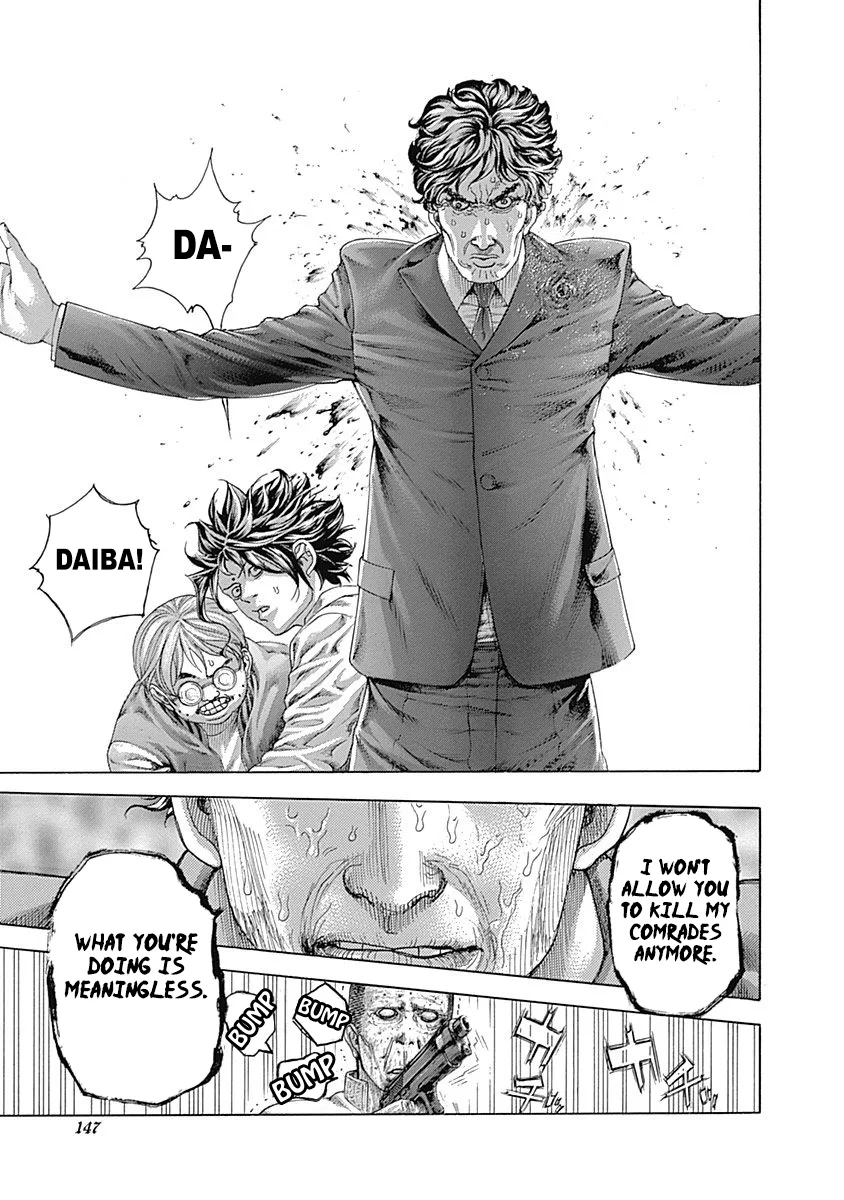 DA-
DAIBA!
I WON'T
ALLOW YOU
TO KILL MY
COMRADES
ANYMORE.
WHAT YOU'RE
DOING IS
MEANINGLESS.
BUMP
BUMP
BUMP
147